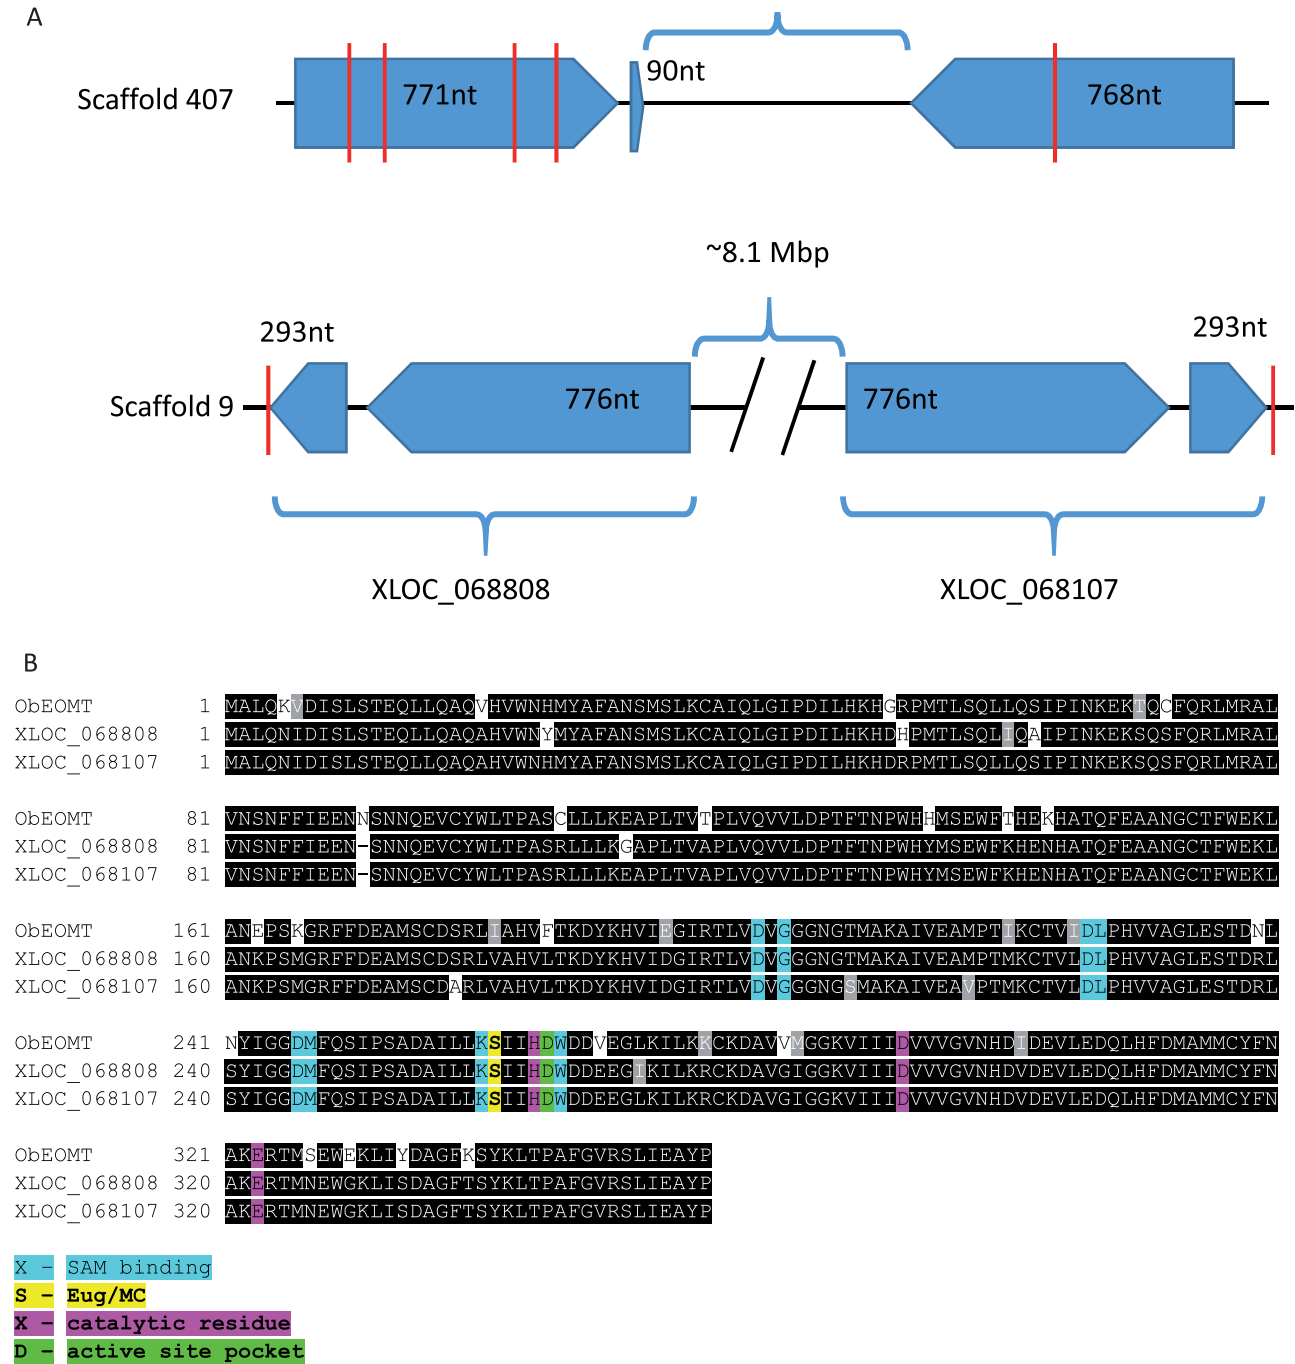 A
Scaffold 407
771nt
90nt
768nt
~8.1 Mbp
293nt
293nt
Scaffold 9
776nt
776nt
XLOC_068808
XLOC_068107
B
ObEOMT 1 MALQKVDISLSTEQLLQAQVHVWNHMYAFANSMSLKCAIQLGIPDILHKHGRPMTLSQLLQSIPINKEKTQCFQRLMRAL
XLOC_068808 1 MALQNIDISLSTEQLLQAQAHVWNYMYAFANSMSLKCAIQLGIPDILHKHDHPMTLSQLIQAIPINKEKSQSFQRLMRAL
XLOC_068107 1 MALQNIDISLSTEQLLQAQAHVWNHMYAFANSMSLKCAIQLGIPDILHKHDRPMTLSQLLQSIPINKEKSQSFQRLMRAL
ObEOMT 81 VNSNFFIEENNSNNQEVCYWLTPASCLLLKEAPLTVTPLVQVVLDPTFTNPWHHMSEWFTHEKHATQFEAANGCTFWEKL
XLOC_068808 81 VNSNFFIEEN-SNNQEVCYWLTPASRLLLKGAPLTVAPLVQVVLDPTFTNPWHYMSEWFKHENHATQFEAANGCTFWEKL
XLOC_068107 81 VNSNFFIEEN-SNNQEVCYWLTPASRLLLKEAPLTVAPLVQVVLDPTFTNPWHYMSEWFKHENHATQFEAANGCTFWEKL
ObEOMT 161 ANEPSKGRFFDEAMSCDSRLIAHVFTKDYKHVIEGIRTLVDVGGGNGTMAKAIVEAMPTIKCTVIDLPHVVAGLESTDNL
XLOC_068808 160 ANKPSMGRFFDEAMSCDSRLVAHVLTKDYKHVIDGIRTLVDVGGGNGTMAKAIVEAMPTMKCTVLDLPHVVAGLESTDRL
XLOC_068107 160 ANKPSMGRFFDEAMSCDARLVAHVLTKDYKHVIDGIRTLVDVGGGNGSMAKAIVEAVPTMKCTVLDLPHVVAGLESTDRL
ObEOMT 241 NYIGGDMFQSIPSADAILLKSIIHDWDDVEGLKILKKCKDAVVMGGKVIIIDVVVGVNHDIDEVLEDQLHFDMAMMCYFN
XLOC_068808 240 SYIGGDMFQSIPSADAILLKSIIHDWDDEEGIKILKRCKDAVGIGGKVIIIDVVVGVNHDVDEVLEDQLHFDMAMMCYFN
XLOC_068107 240 SYIGGDMFQSIPSADAILLKSIIHDWDDEEGLKILKRCKDAVGIGGKVIIIDVVVGVNHDVDEVLEDQLHFDMAMMCYFN
ObEOMT 321 AKERTMSEWEKLIYDAGFKSYKLTPAFGVRSLIEAYP
XLOC_068808 320 AKERTMNEWGKLISDAGFTSYKLTPAFGVRSLIEAYP
XLOC_068107 320 AKERTMNEWGKLISDAGFTSYKLTPAFGVRSLIEAYP
X - SAM binding
S - Eug/MC
X - catalytic residue
D - active site pocket